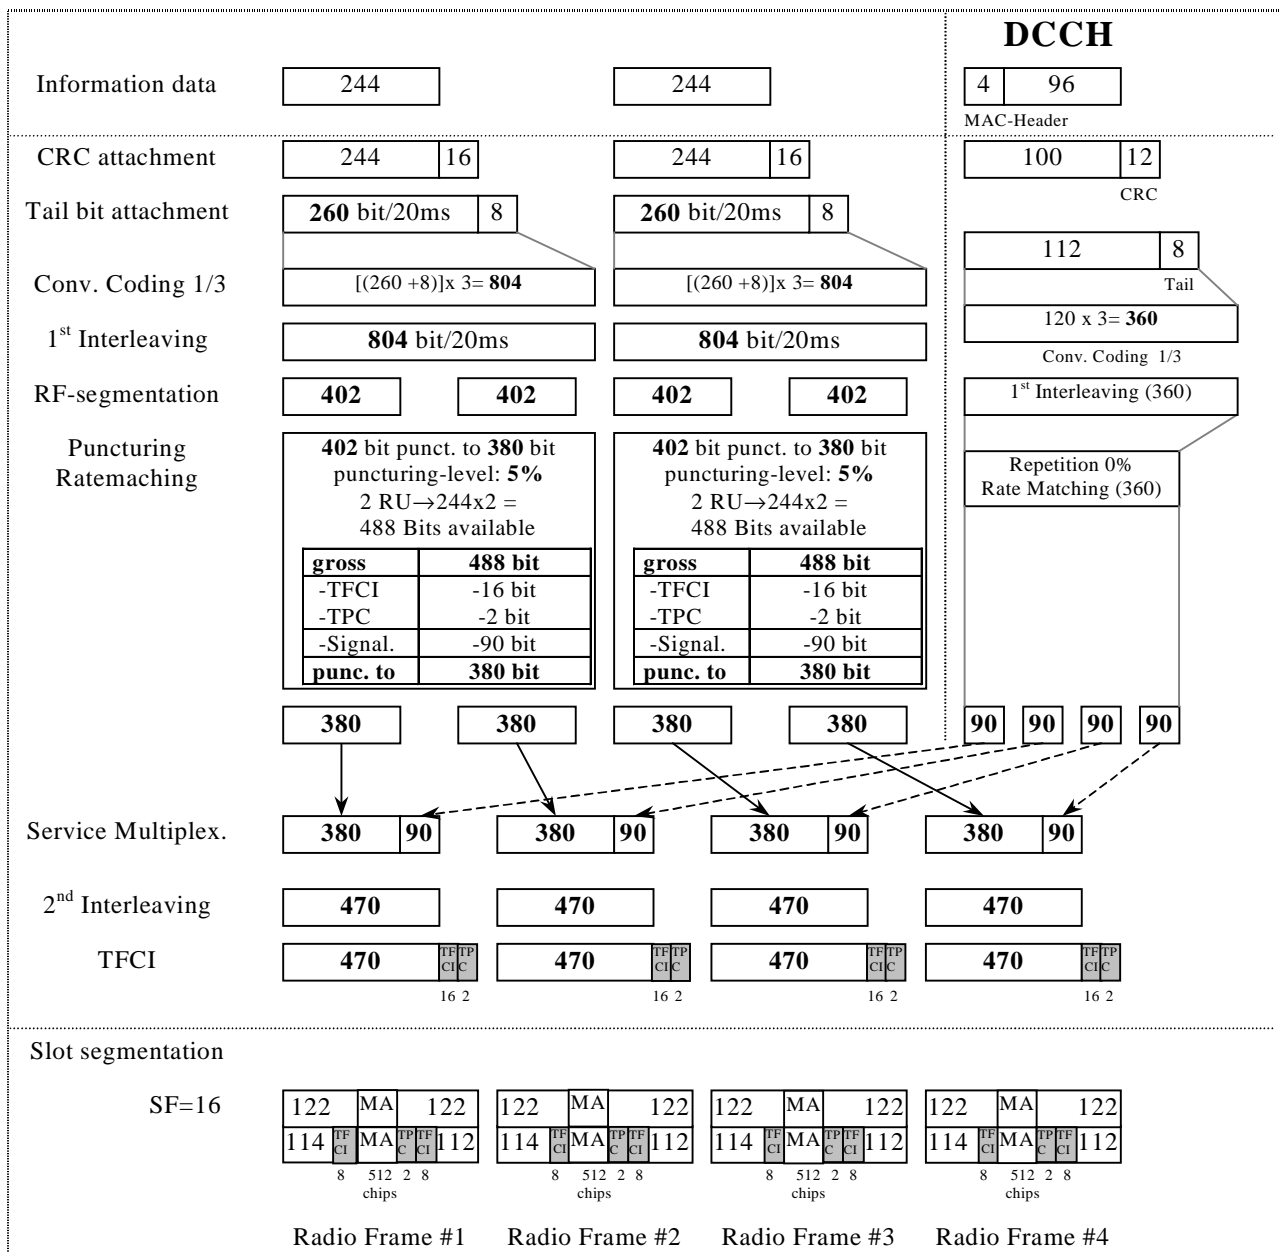 DCCH
Information data 244 244 4 96
MAC-Header
CRC attachment 244 16 244 16 100 12
CRC
Tail bit attachment 260 bit/20ms 8 260 bit/20ms 8
112 8
Tail
Conv. Coding 1/3 [(260 +8)]x 3= 804 [(260 +8)]x 3= 804
120 x 3= 360
Conv. Coding 1/3
1st Interleaving 804 bit/20ms 804 bit/20ms
RF-segmentation 402 402 402 402 1st Interleaving (360)
Puncturing
Ratemaching
402 bit punct. to 380 bit
puncturing-level: 5%
2 RU→244x2 =
488 Bits available
gross 488 bit
-TFCI -16 bit
-TPC -2 bit
-Signal. -90 bit
punc. to 380 bit
402 bit punct. to 380 bit
puncturing-level: 5%
2 RU→244x2 =
488 Bits available
gross 488 bit
-TFCI -16 bit
-TPC -2 bit
-Signal. -90 bit
punc. to 380 bit
Repetition 0%
Rate Matching (360)
380 380 380 380 90 90 90 90
Service Multiplex. 380 90 380 90 380 90 380 90
2nd Interleaving 470 470 470 470
TFCI 470 TFCI TPC 470 TFCI TPC 470 TFCI TPC 470 TFCI TPC
16 2 16 2 16 2 16 2
Slot segmentation
SF=16 122 MA 122 122 MA 122 122 MA 122 122 MA 122
114 TFCI MA TPC TFCI 112 114 TFCI MA TPC TFCI 112 114 TFCI MA TPC TFCI 112 114 TFCI MA TPC TFCI 112
8 512 2 8 8 512 2 8 8 512 2 8 8 512 2 8
chips chips chips chips
Radio Frame #1 Radio Frame #2 Radio Frame #3 Radio Frame #4